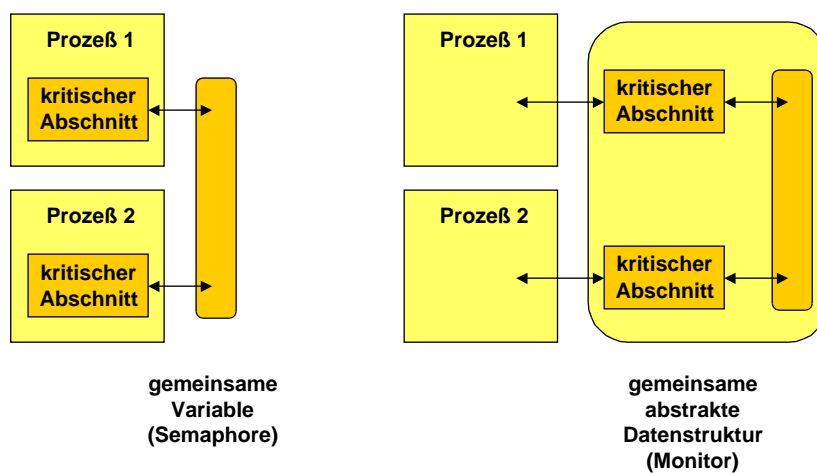 Prozeß 1
kritischer
Abschnitt
Prozeß 2
kritischer
Abschnitt
gemeinsame
Variable
(Semaphore)
Prozeß 1
kritischer
Abschnitt
Prozeß 2
kritischer
Abschnitt
gemeinsame
abstrakte
Datenstruktur
(Monitor)